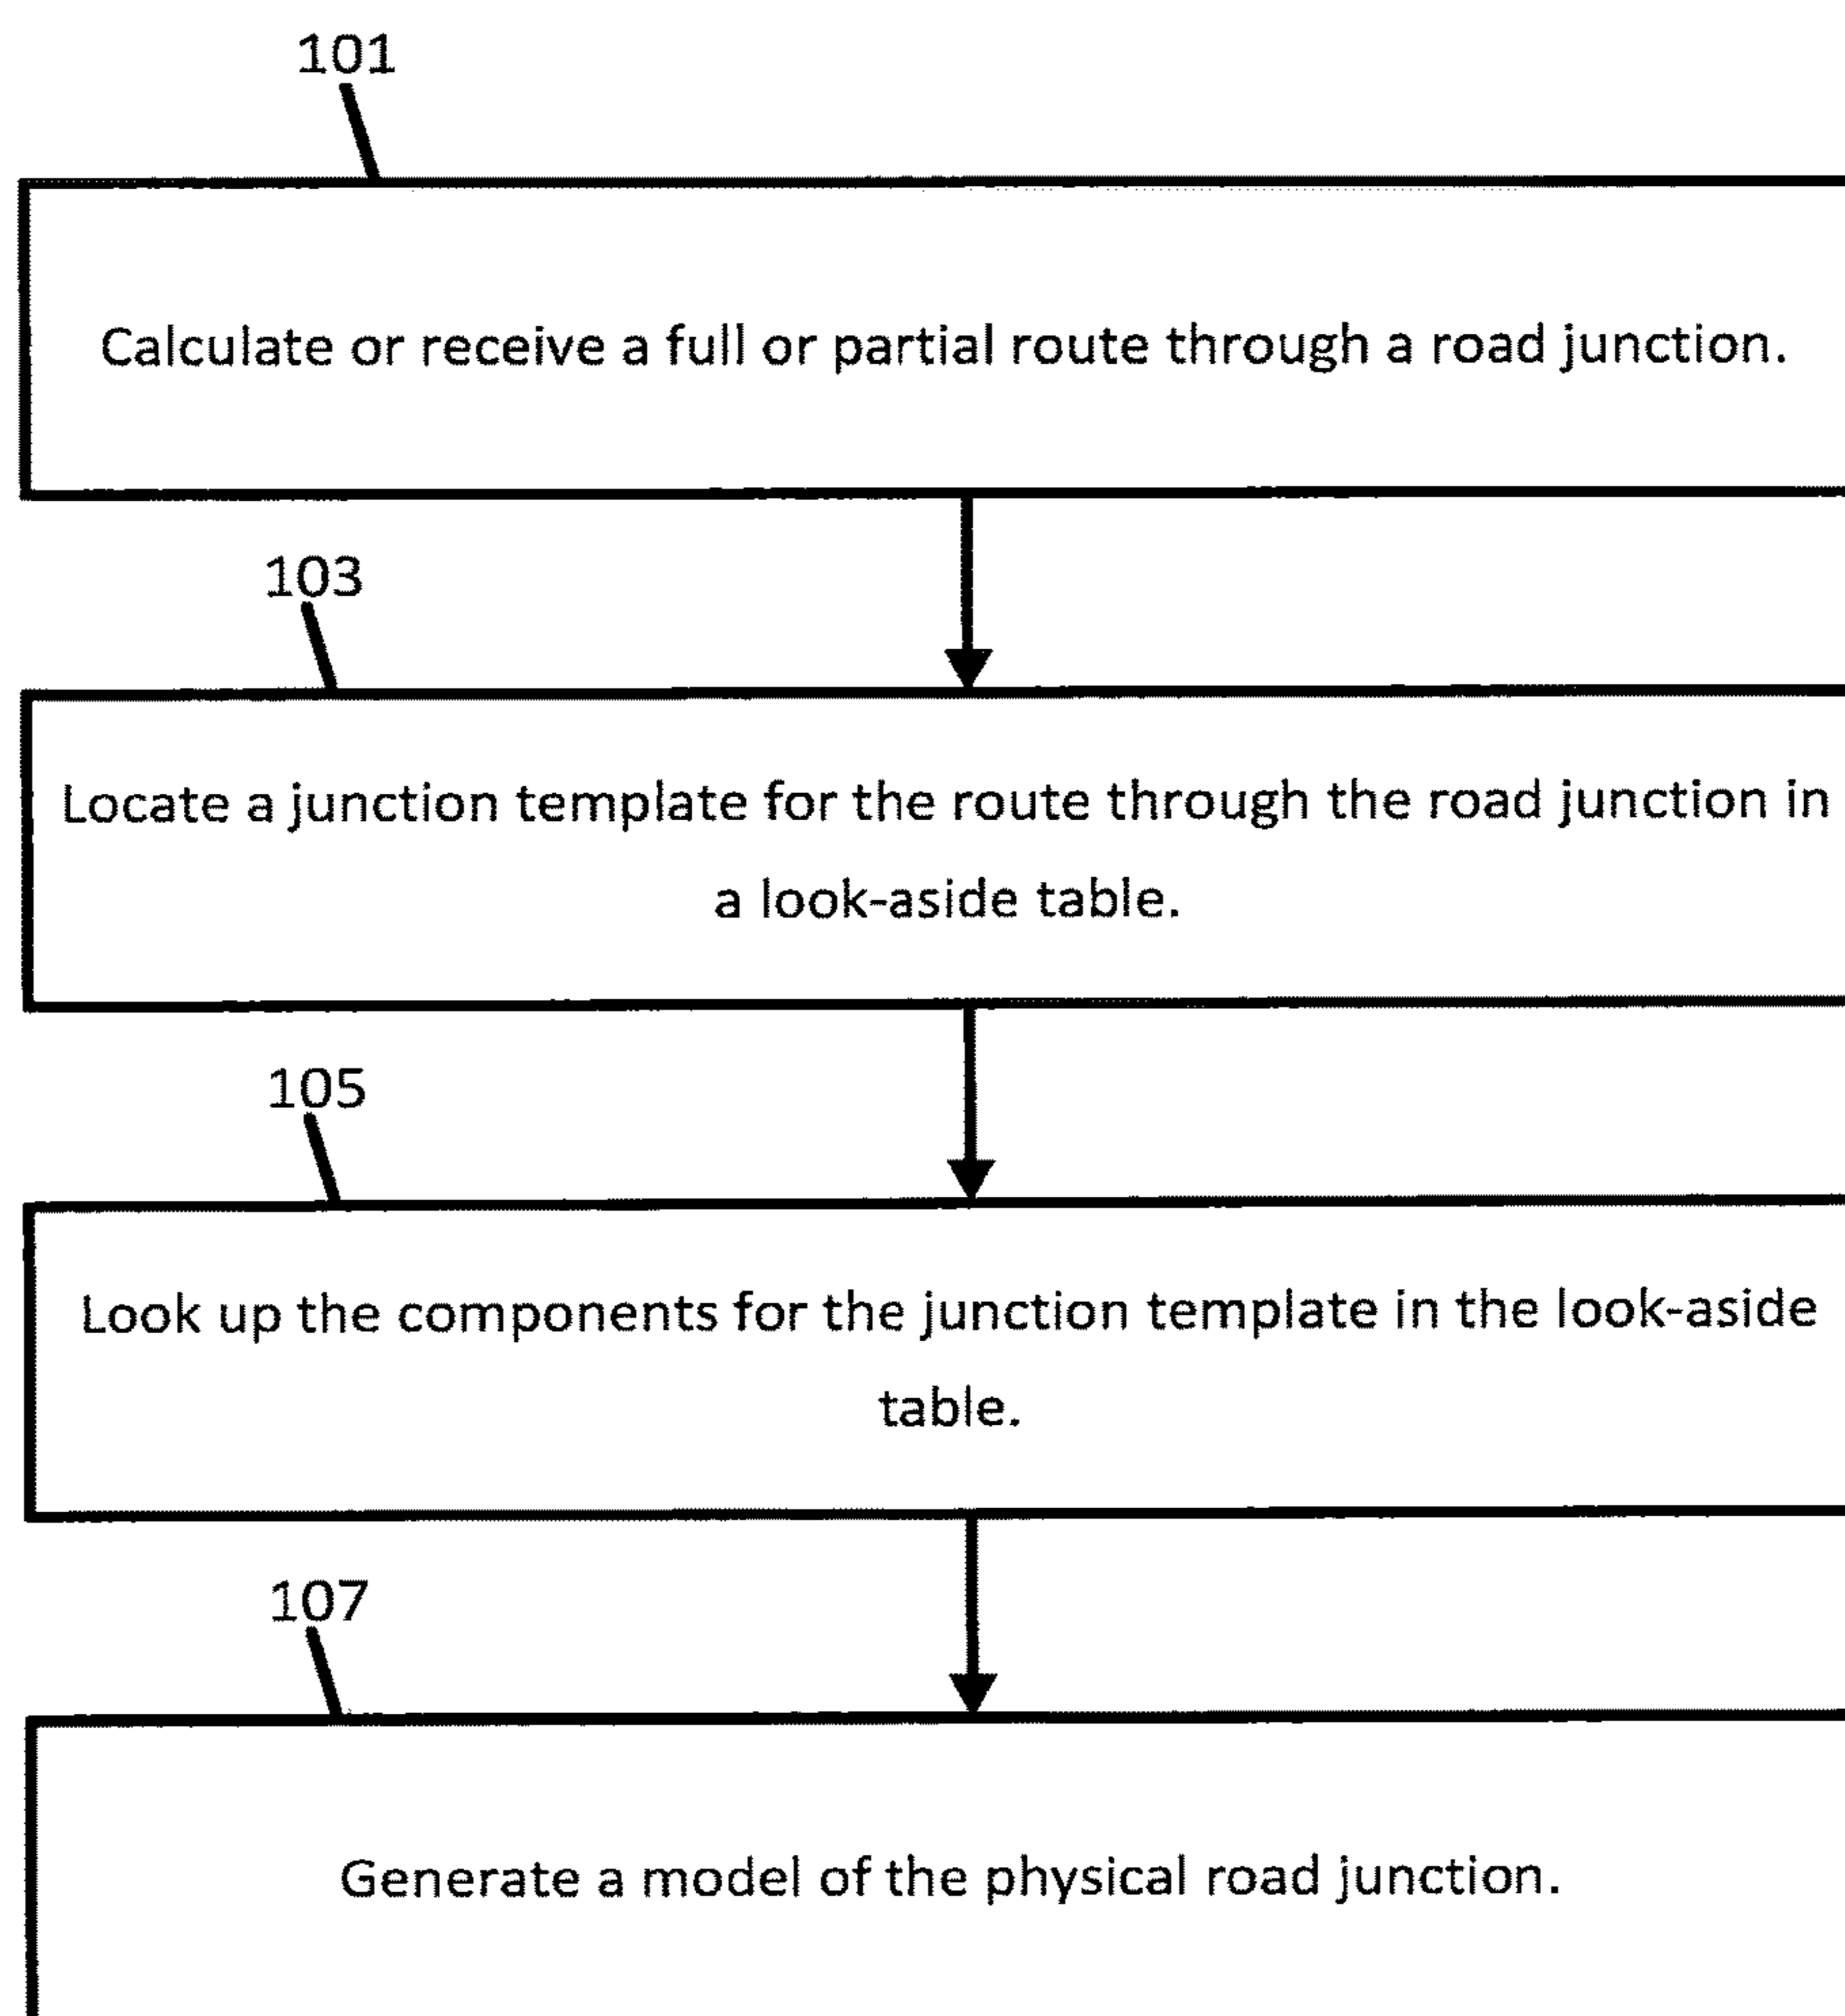 101
Calculate or receive a full or partial route through a road junction.
103
Locate a junction template for the route through the road junction in
a look-aside table.
105
Look up the components for the junction template in the look-aside
table.
107
Generate a model of the physical road junction.